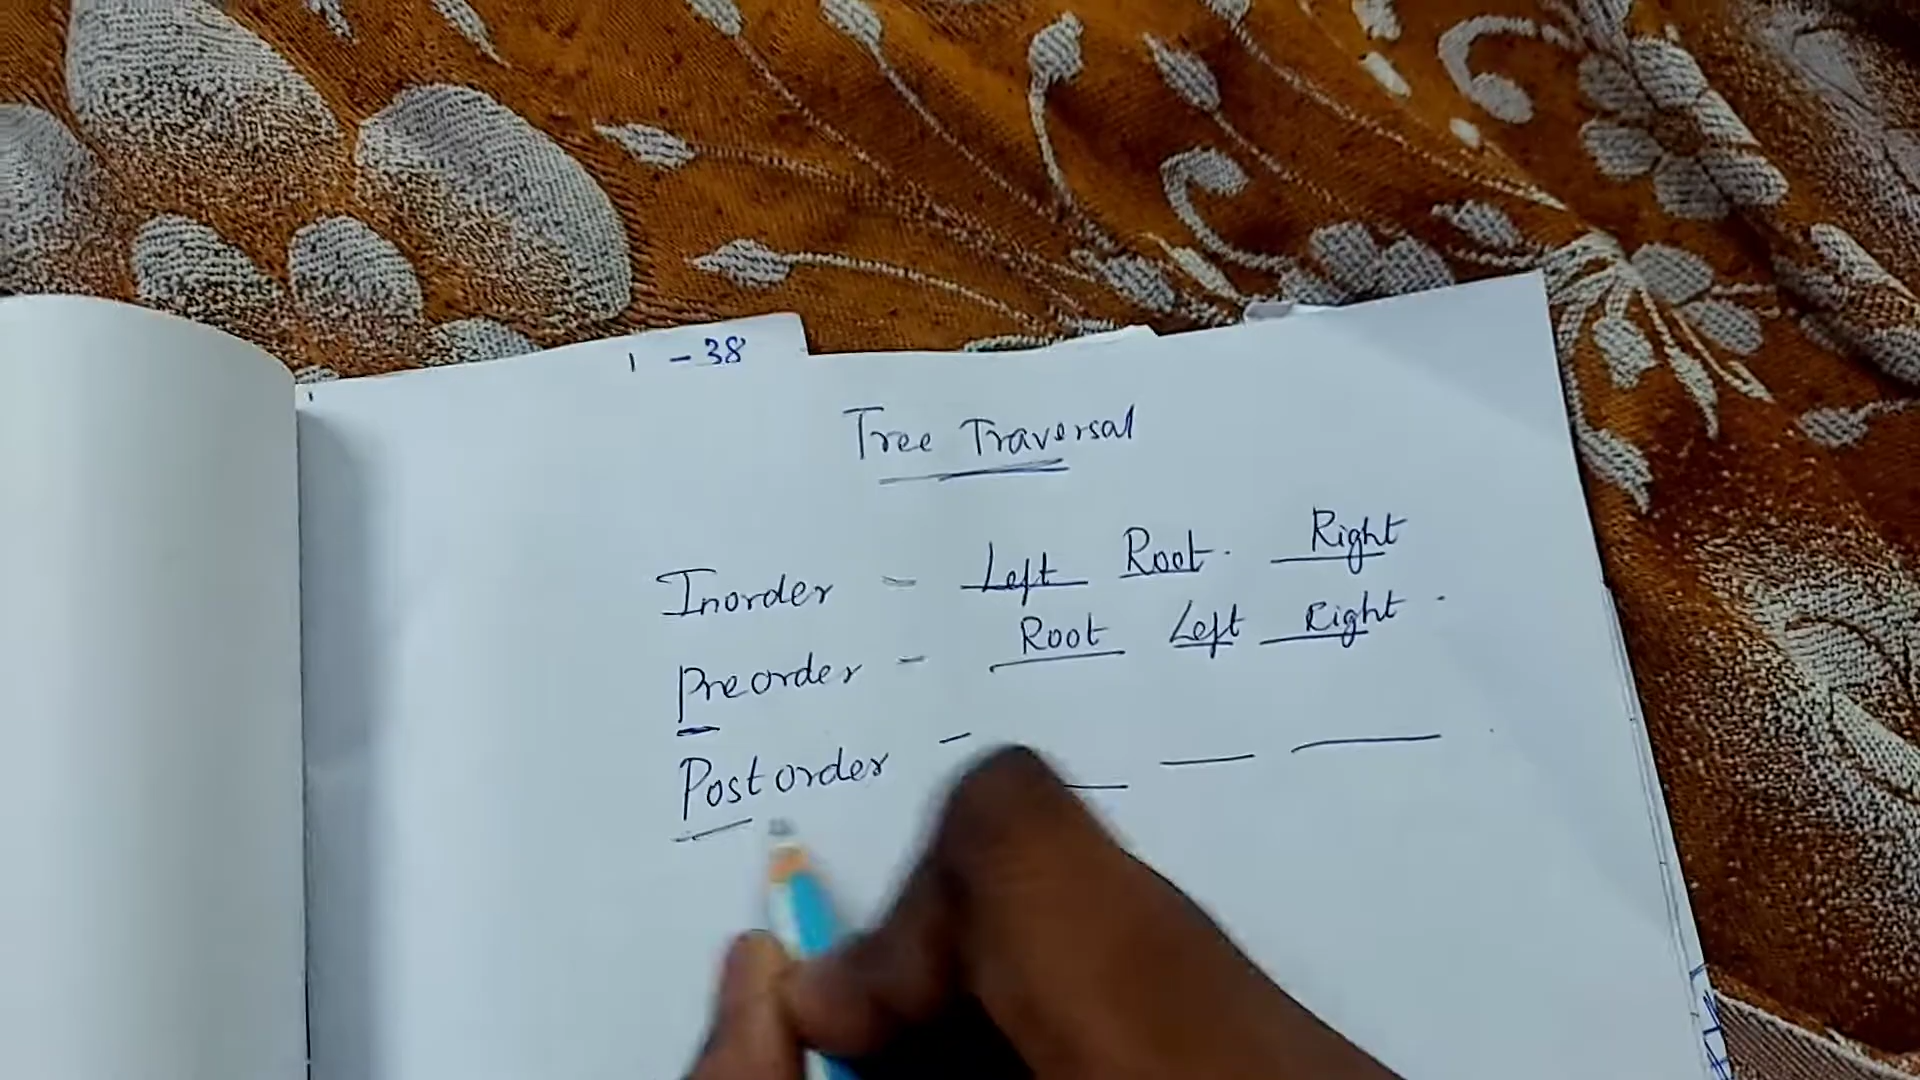 1 - 38
Tree Traversal
Inorder - Left Root. Right
Preorder - Root Left Right.
Postorder -